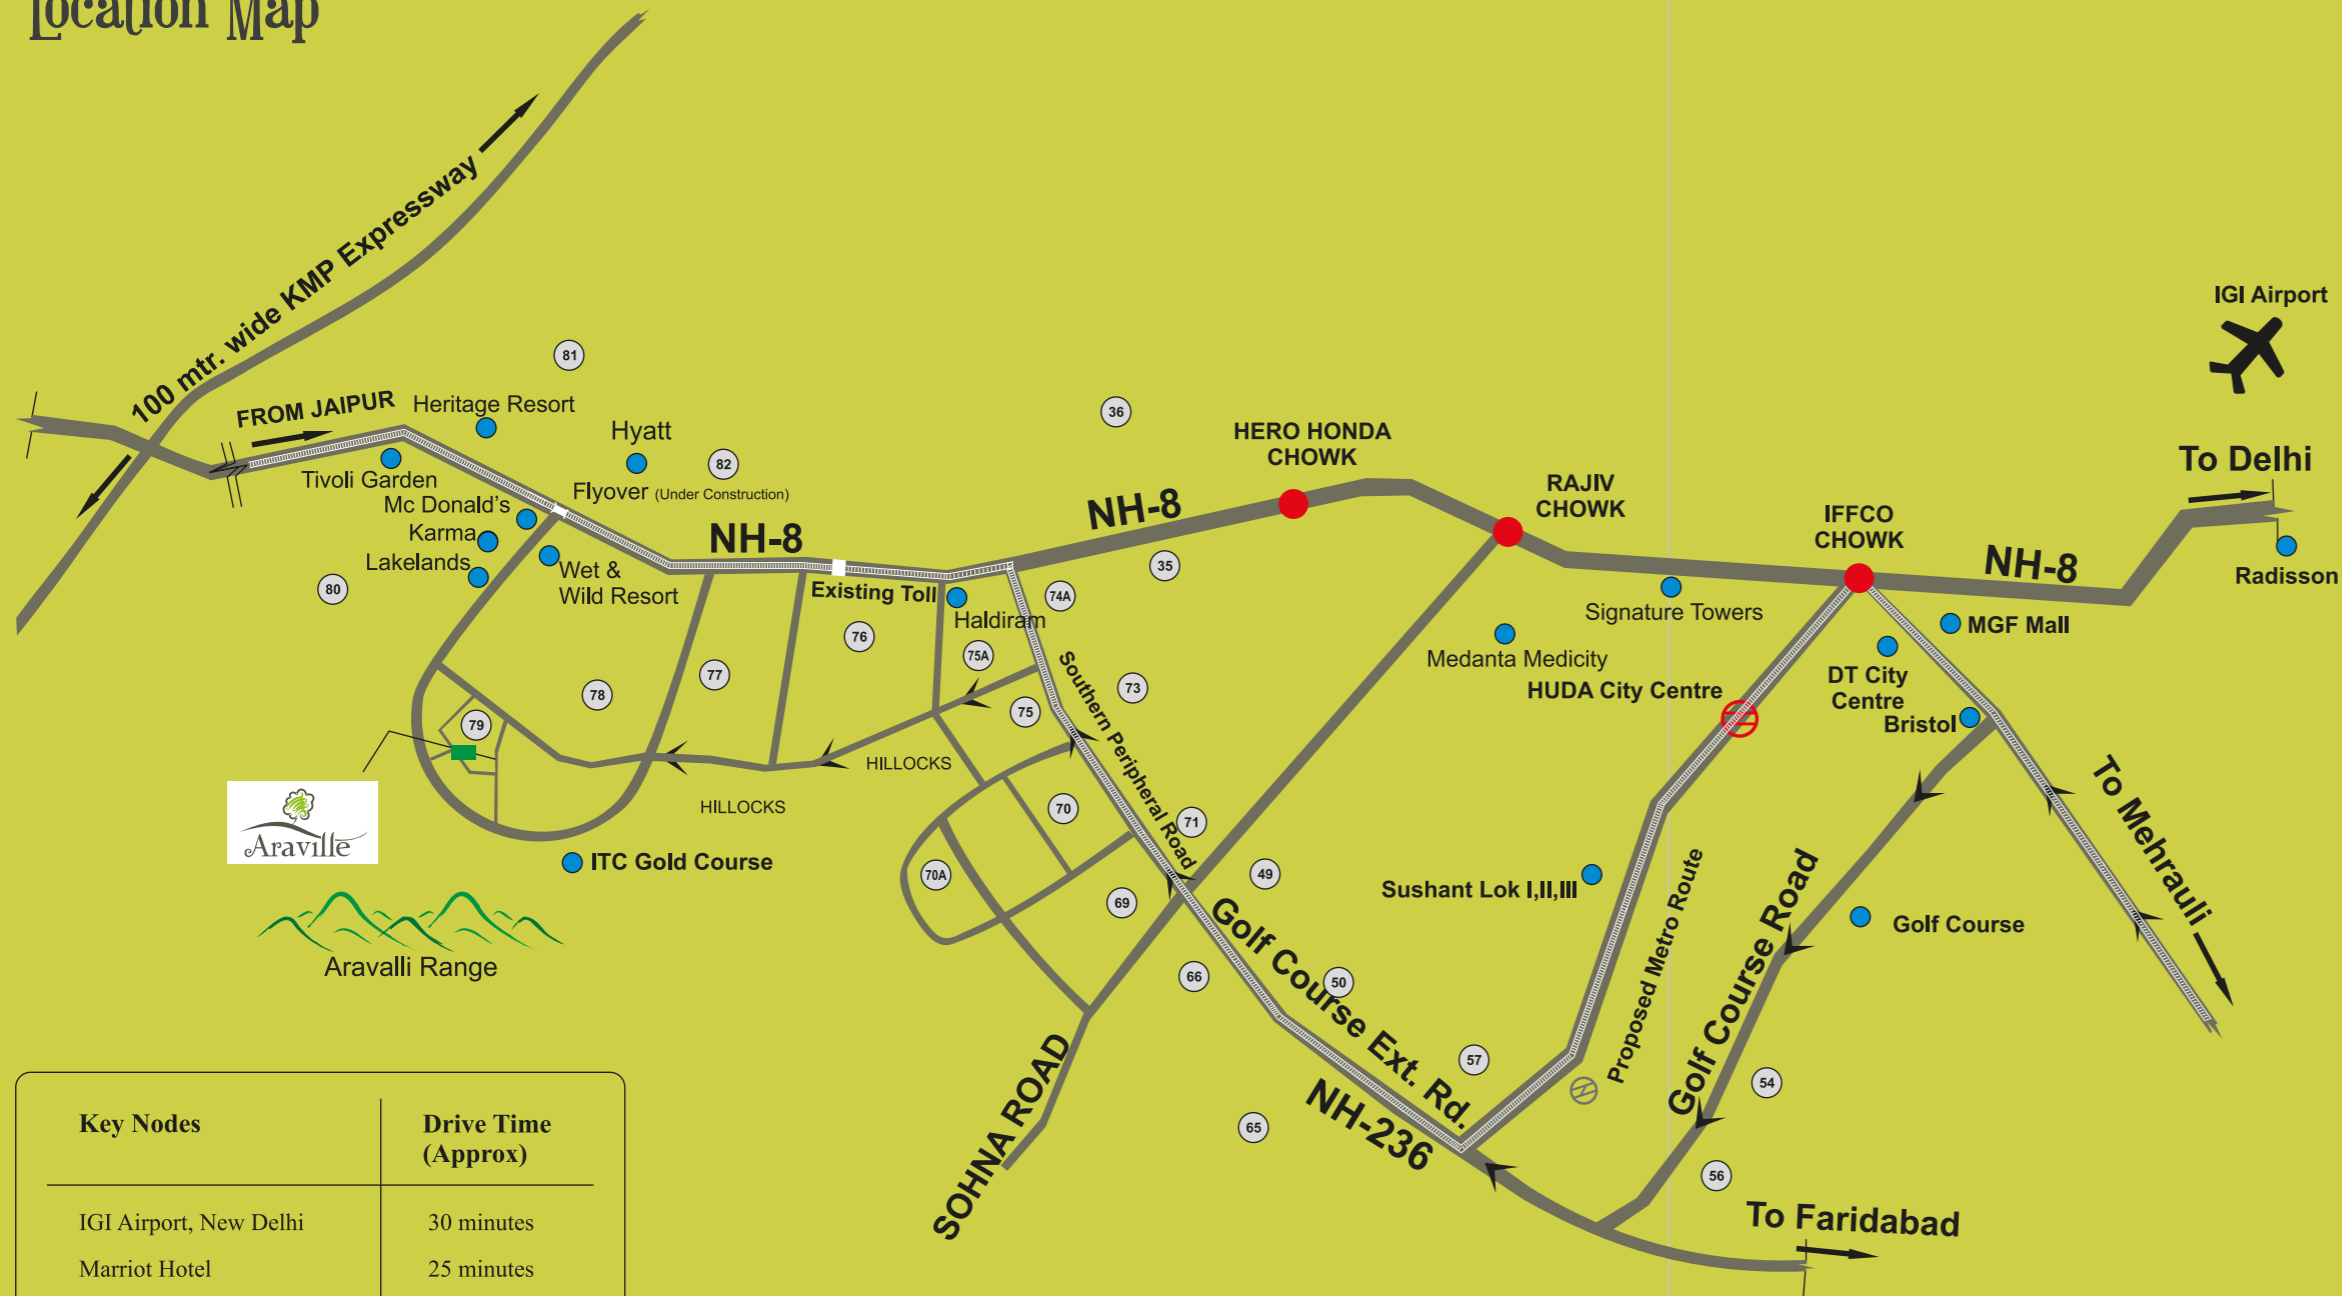 Location Map
100 mtr. wide KMP Expressway
FROM JAIPUR
Heritage Resort
81
Hyatt
82
Tivoli Garden
Flyover (Under Construction)
Mc Donald's
Karma
Lakelands
80
Wet &
Wild Resort
NH-8
Existing Toll
Haldiram
36
NH-8
35
74A
HERO HONDA
CHOWK
RAJIV
CHOWK
IFFCO
CHOWK
NH-8
IGI Airport
To Delhi
Radisson
Signature Towers
Medanta Medicity
HUDA City Centre
MGF Mall
DT City
Centre
Bristol
76
75A
77
78
79
75
73
Southern Peripheral Road
HILLOCKS
HILLOCKS
70
71
70A
69
49
Araville
ITC Gold Course
Aravalli Range
Sushant Lok I,II,III
Proposed Metro Route
Golf Course Road
Golf Course
To Mehrauli
66
50
Golf Course Ext. Rd.
57
54
NH-236
65
56
SOHNA ROAD
To Faridabad
Key Nodes
Drive Time
(Approx)
IGI Airport, New Delhi 30 minutes
Marriot Hotel 25 minutes